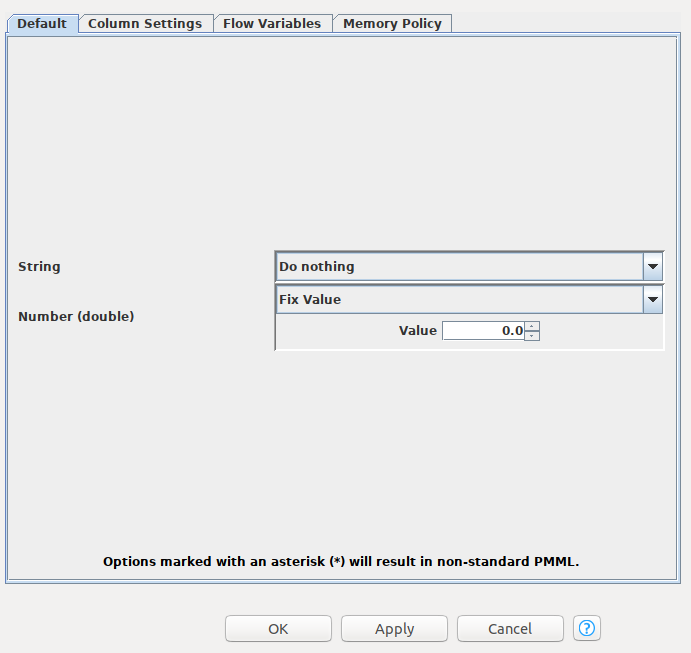 Default Column Settings Flow Variables Memory Policy
String Do nothing
Fix Value
Number (double)
Value 0.0
Options marked with an asterisk (*) will result in non-standard PMML.
OK Apply Cancel ?